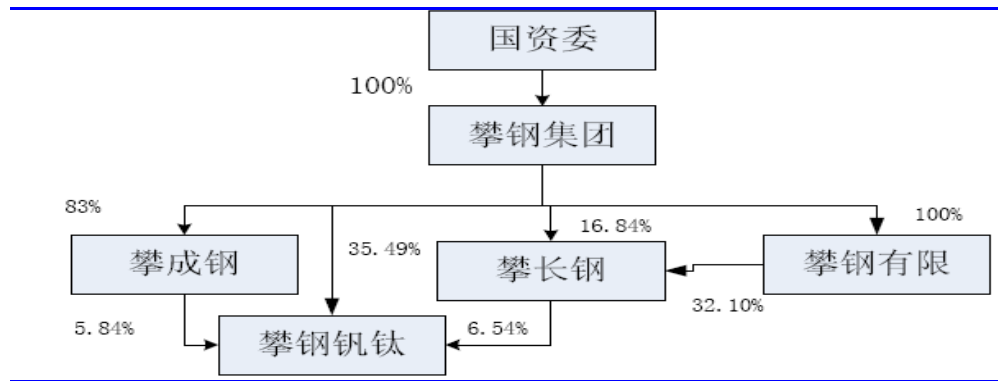 国资委
100%
攀钢集团
83%
35.49%
16.84%
100%
攀成钢
攀长钢
攀钢有限
5.84%
攀钢钒钛
6.54%
32.10%